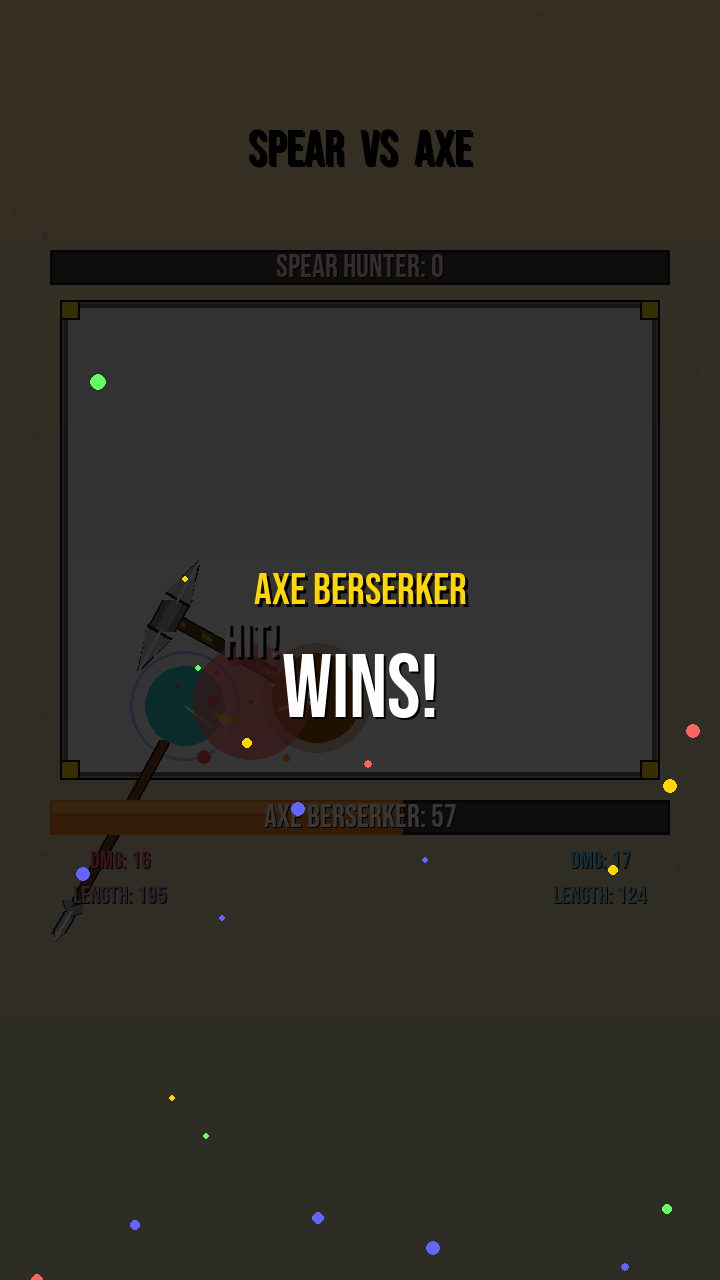 SPEAR VS AXE
SPEAR HUNTER: 0
AXE BERSERKER
HIT!
WINS!
AXE BERSERKER: 57
DMG: 16
DMG: 17
LENGTH: 195
LENGTH: 124